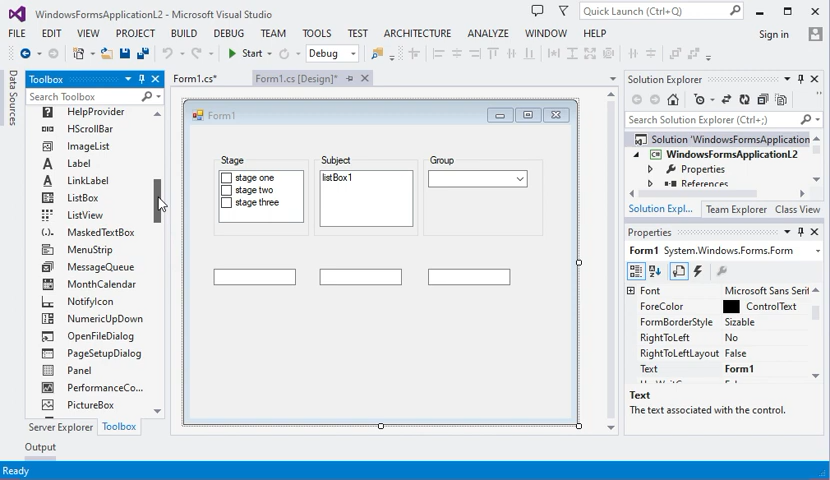 WindowsFormsApplicationL2 - Microsoft Visual Studio
Quick Launch (Ctrl+Q)
FILE EDIT VIEW PROJECT BUILD DEBUG TEAM TOOLS TEST ARCHITECTURE ANALYZE WINDOW HELP
Sign in
Start
Debug
Data Sources
Toolbox
Search Toolbox
HelpProvider
HScrollBar
ImageList
Label
LinkLabel
ListBox
ListView
MaskedTextBox
MenuStrip
MessageQueue
MonthCalendar
NotifyIcon
NumericUpDown
OpenFileDialog
PageSetupDialog
Panel
PerformanceCo...
PictureBox
Server Explorer Toolbox
Output
Ready
Form1.cs* Form1.cs [Design]*
Form1
Stage
stage one
stage two
stage three
Subject
listBox1
Group
Solution Explorer
Search Solution Explorer (Ctrl+;)
Solution 'WindowsFormsApplication
WindowsFormsApplicationL2
Properties
References
Solution Expl... Team Explorer Class View
Properties
Form1 System.Windows.Forms.Form
Font Microsoft Sans Serif
ForeColor ControlText
FormBorderStyle Sizable
RightToLeft No
RightToLeftLayout False
Text Form1
Text
The text associated with the control.